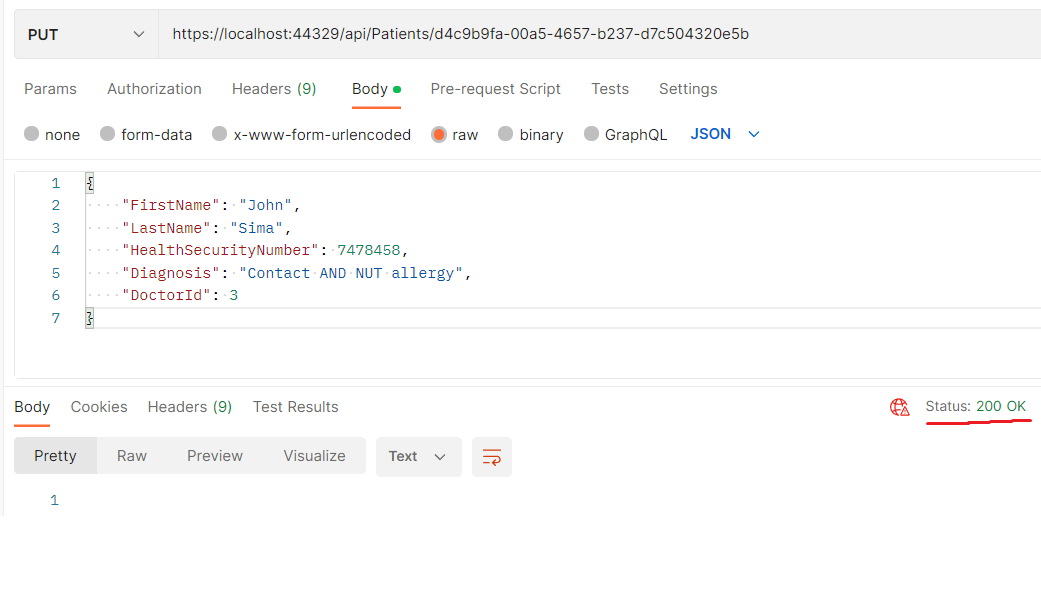 PUT https://localhost:44329/api/Patients/d4c9b9fa-00a5-4657-b237-d7c504320e5b
Params Authorization Headers (9) Body Pre-request Script Tests Settings
none form-data x-www-form-urlencoded raw binary GraphQL JSON
1 {
2 "FirstName": "John",
3 "LastName": "Sima",
4 "HealthSecurityNumber": 7478458,
5 "Diagnosis": "Contact AND NUT allergy",
6 "DoctorId": 3
7 }
Body Cookies Headers (9) Test Results Status: 200 OK
Pretty Raw Preview Visualize Text
1